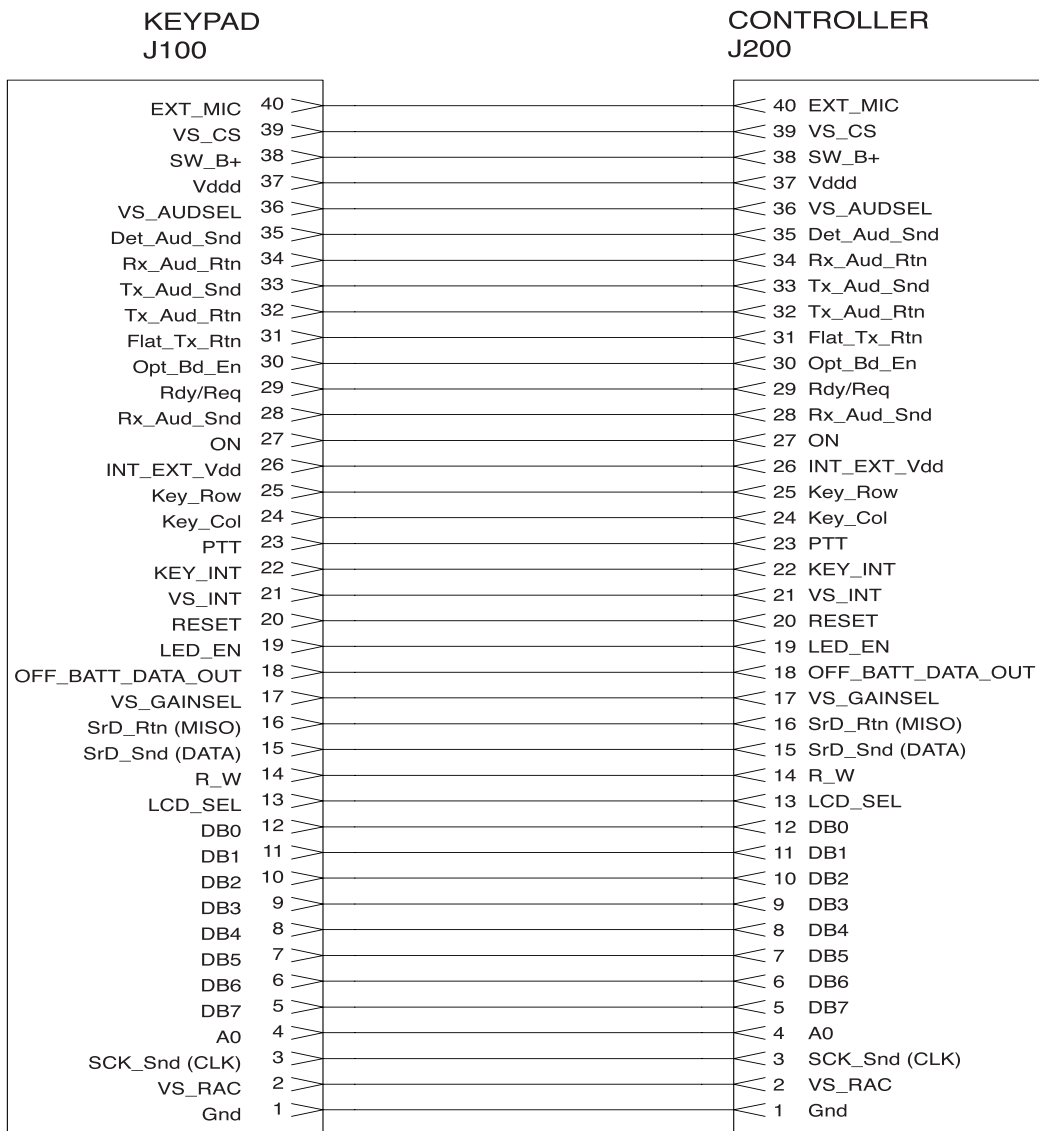 KEYPAD CONTROLLER
J100 J200
EXT_MIC 40 40 EXT_MIC
VS_CS 39 39 VS_CS
SW_B+ 38 38 SW_B+
Vddd 37 37 Vddd
VS_AUDSEL 36 36 VS_AUDSEL
Det_Aud_Snd 35 35 Det_Aud_Snd
Rx_Aud_Rtn 34 34 Rx_Aud_Rtn
Tx_Aud_Snd 33 33 Tx_Aud_Snd
Tx_Aud_Rtn 32 32 Tx_Aud_Rtn
Flat_Tx_Rtn 31 31 Flat_Tx_Rtn
Opt_Bd_En 30 30 Opt_Bd_En
Rdy/Req 29 29 Rdy/Req
Rx_Aud_Snd 28 28 Rx_Aud_Snd
ON 27 27 ON
INT_EXT_Vdd 26 26 INT_EXT_Vdd
Key_Row 25 25 Key_Row
Key_Col 24 24 Key_Col
PTT 23 23 PTT
KEY_INT 22 22 KEY_INT
VS_INT 21 21 VS_INT
RESET 20 20 RESET
LED_EN 19 19 LED_EN
OFF_BATT_DATA_OUT 18 18 OFF_BATT_DATA_OUT
VS_GAINSEL 17 17 VS_GAINSEL
SrD_Rtn (MISO) 16 16 SrD_Rtn (MISO)
SrD_Snd (DATA) 15 15 SrD_Snd (DATA)
R_W 14 14 R_W
LCD_SEL 13 13 LCD_SEL
DB0 12 12 DB0
DB1 11 11 DB1
DB2 10 10 DB2
DB3 9 9 DB3
DB4 8 8 DB4
DB5 7 7 DB5
DB6 6 6 DB6
DB7 5 5 DB7
A0 4 4 A0
SCK_Snd (CLK) 3 3 SCK_Snd (CLK)
VS_RAC 2 2 VS_RAC
Gnd 1 1 Gnd